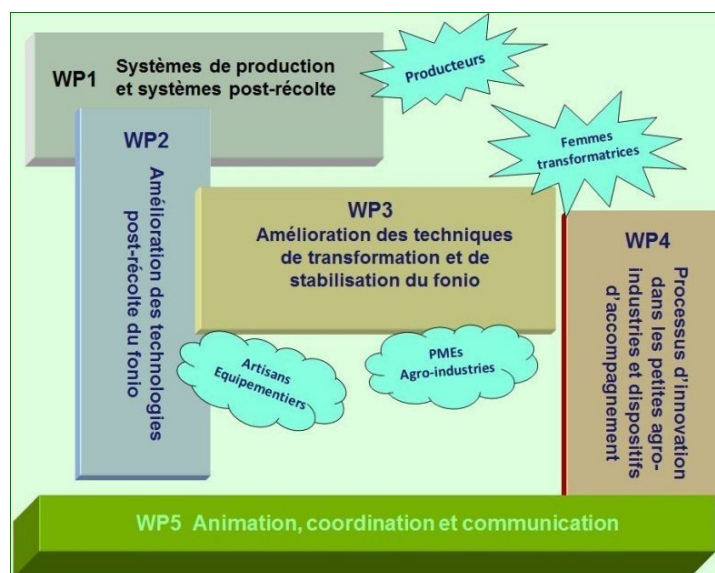 WP1 Systèmes de production
et systèmes post-récolte
Producteurs
WP2
Amélioration des technologies
post-récolte du fonio
Femmes
transformatrices
WP3
Amélioration des techniques
de transformation et de
stabilisation du fonio
WP4
Processus d'innovation
dans les petites agro-
industries et dispositifs
d'accompagnement
Artisans
Equipementiers
PMEs
Agro-industries
WP5 Animation, coordination et communication